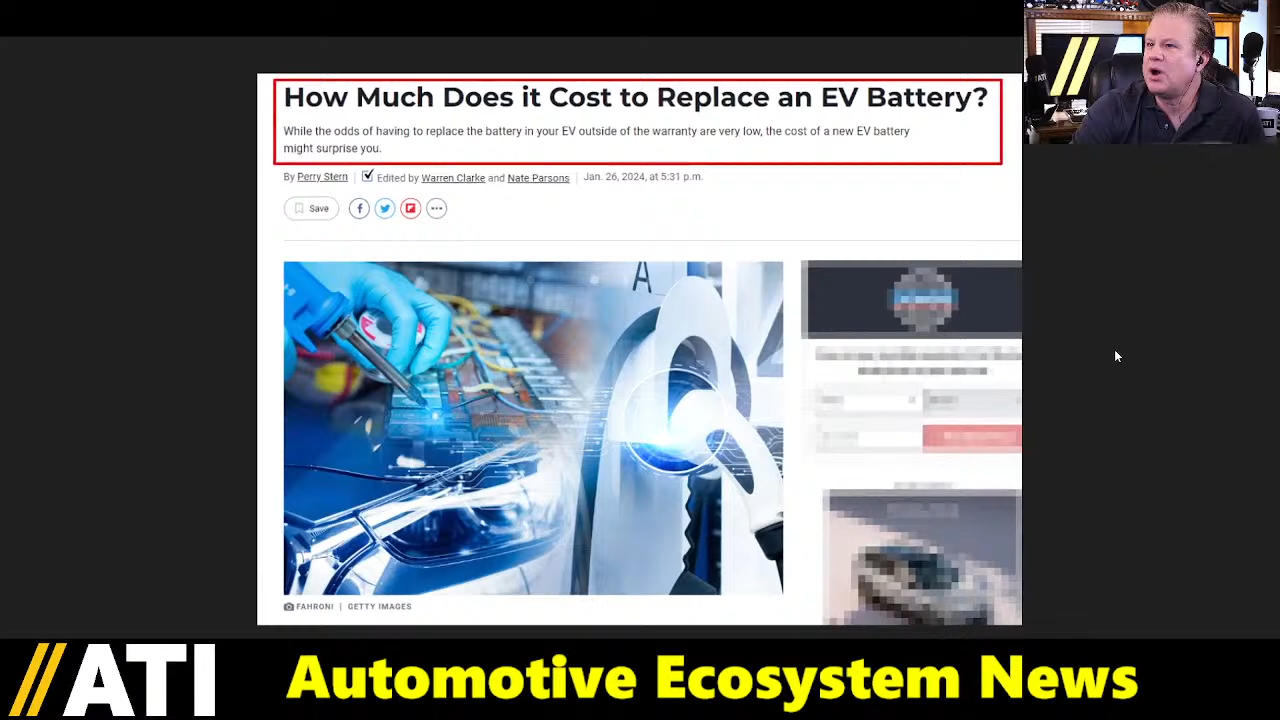 How Much Does it Cost to Replace an EV Battery?
While the odds of having to replace the battery in your EV outside of the warranty are very low, the cost of a new EV battery
might surprise you.
By Perry Stern | Edited by Warren Clarke and Nate Parsons | Jan. 26, 2024, at 5:31 p.m.
Save
A
FAHRONI | GETTY IMAGES
//ATI Automotive Ecosystem News